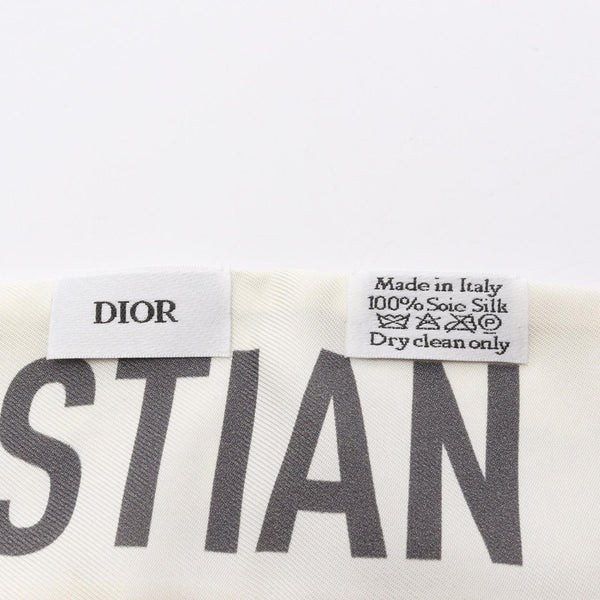 DIOR
Made in Italy
100% Soie Silk
Dry clean only
STIAN